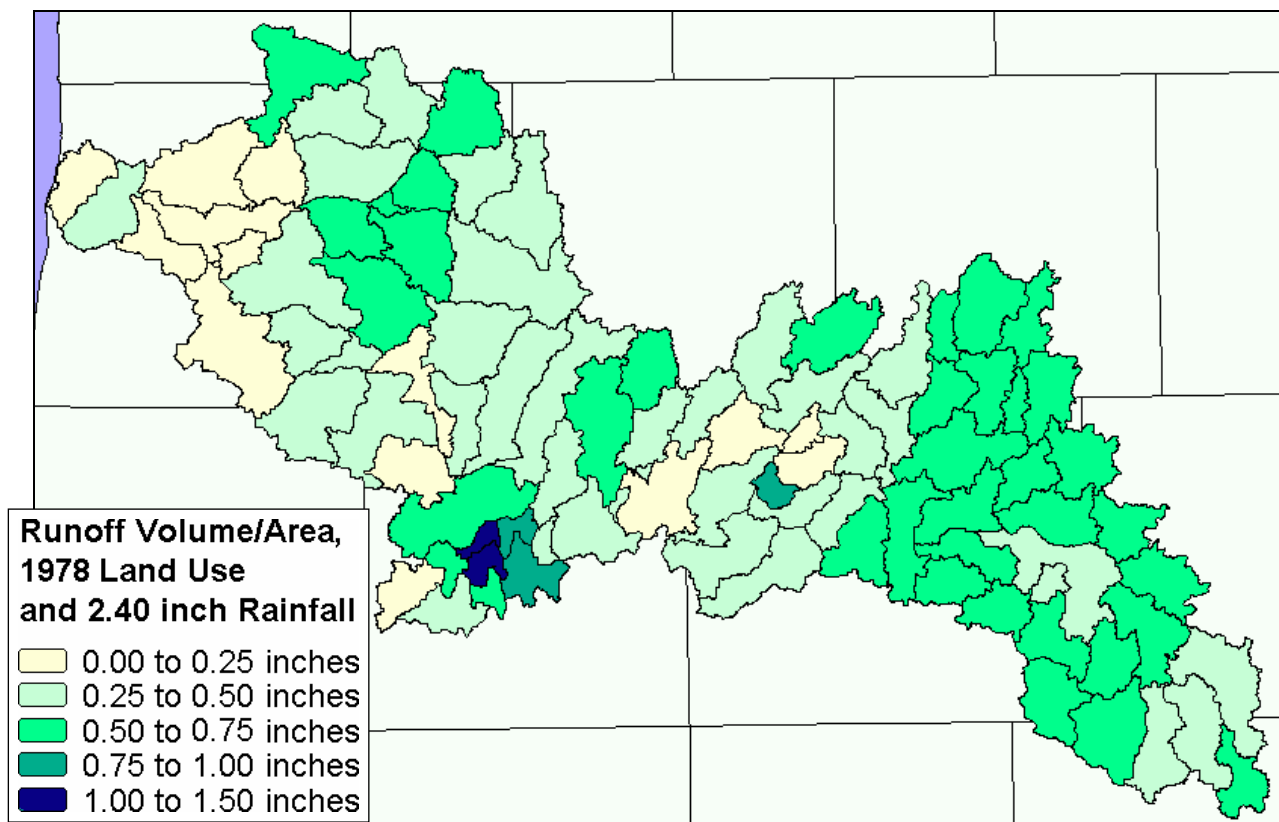 Runoff Volume/Area,
1978 Land Use
and 2.40 inch Rainfall
0.00 to 0.25 inches
0.25 to 0.50 inches
0.50 to 0.75 inches
0.75 to 1.00 inches
1.00 to 1.50 inches